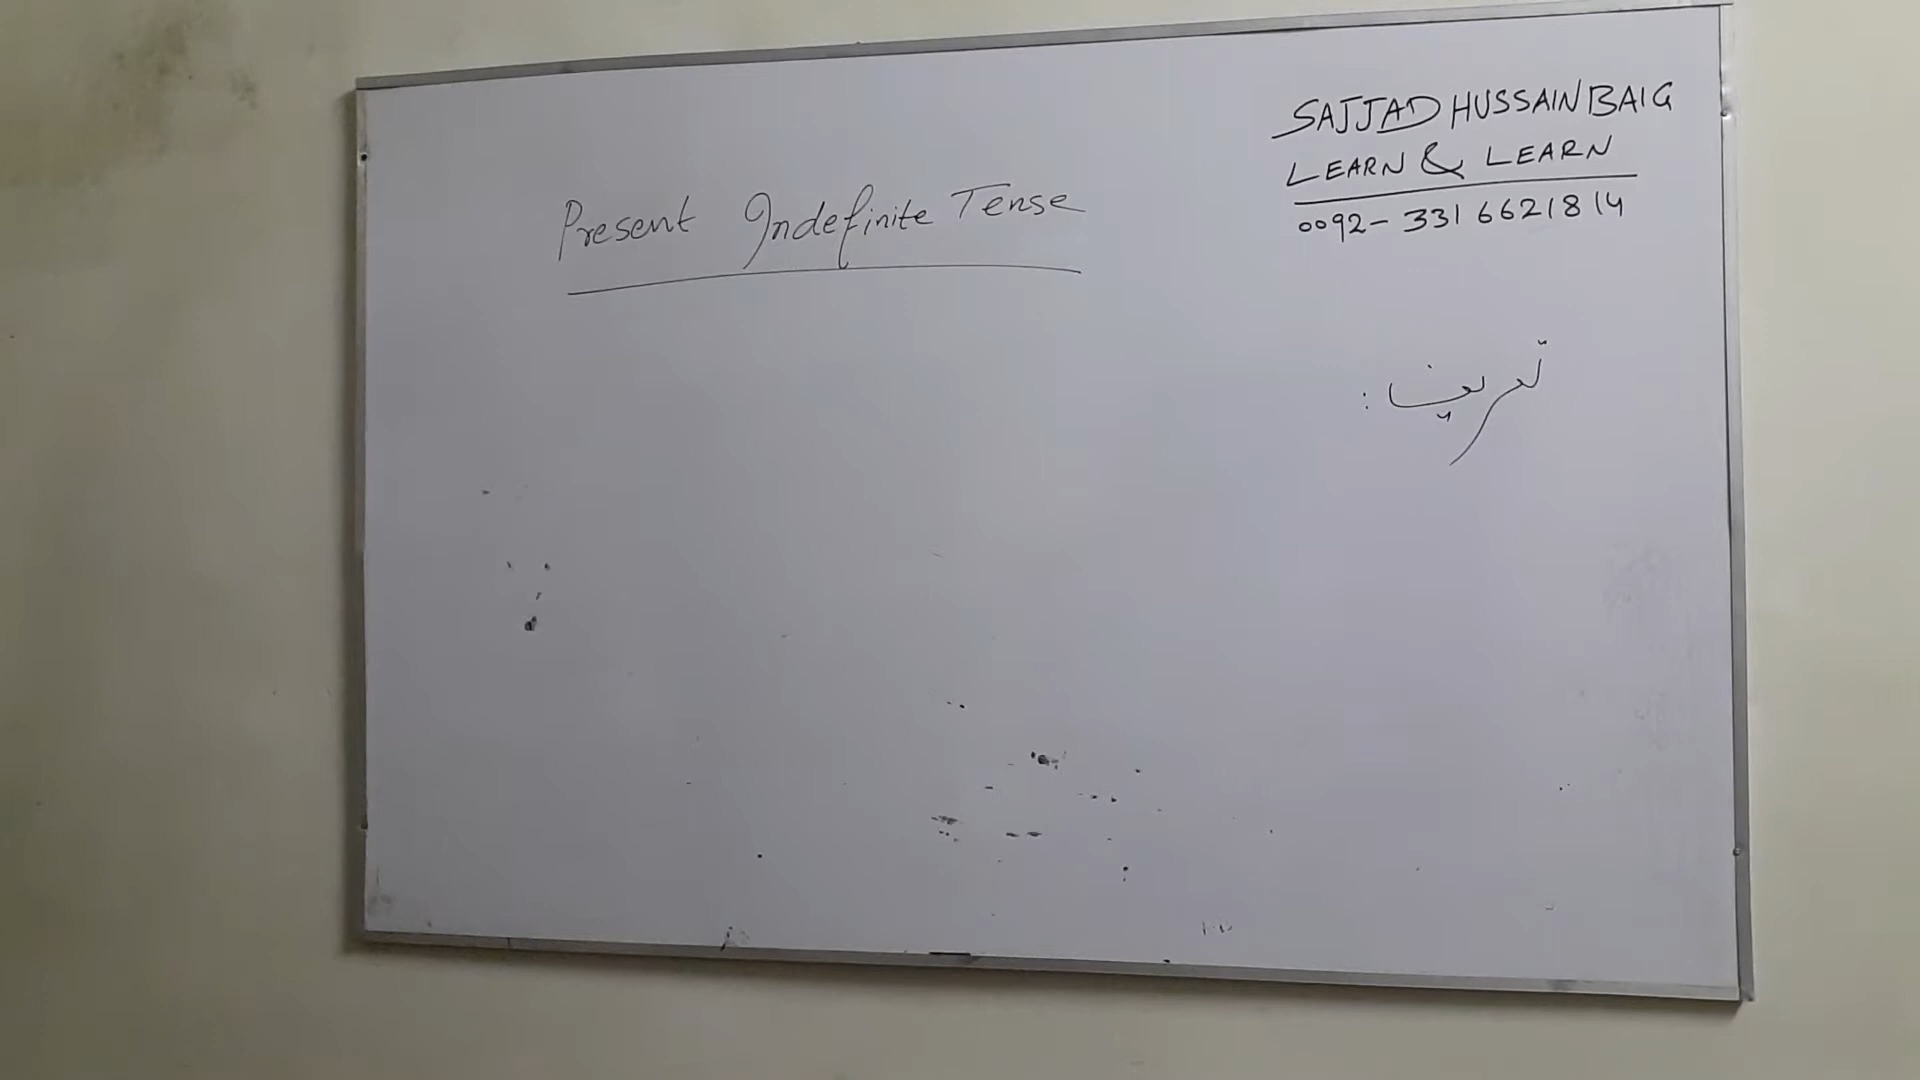 SAJJAD HUSSAIN BAIG
LEARN & LEARN
0092-331 6621814
Present Indefinite Tense
تعریف: